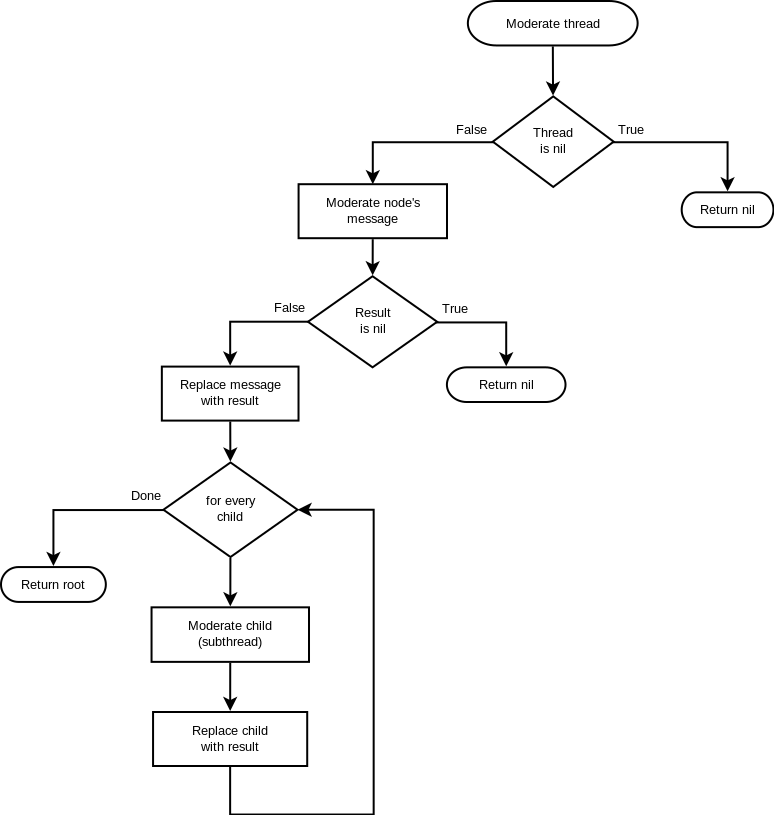 Moderate thread
False
Thread
is nil
True
Moderate node's
message
Return nil
False
Result
is nil
True
Replace message
with result
Return nil
Done
for every
child
Return root
Moderate child
(subthread)
Replace child
with result